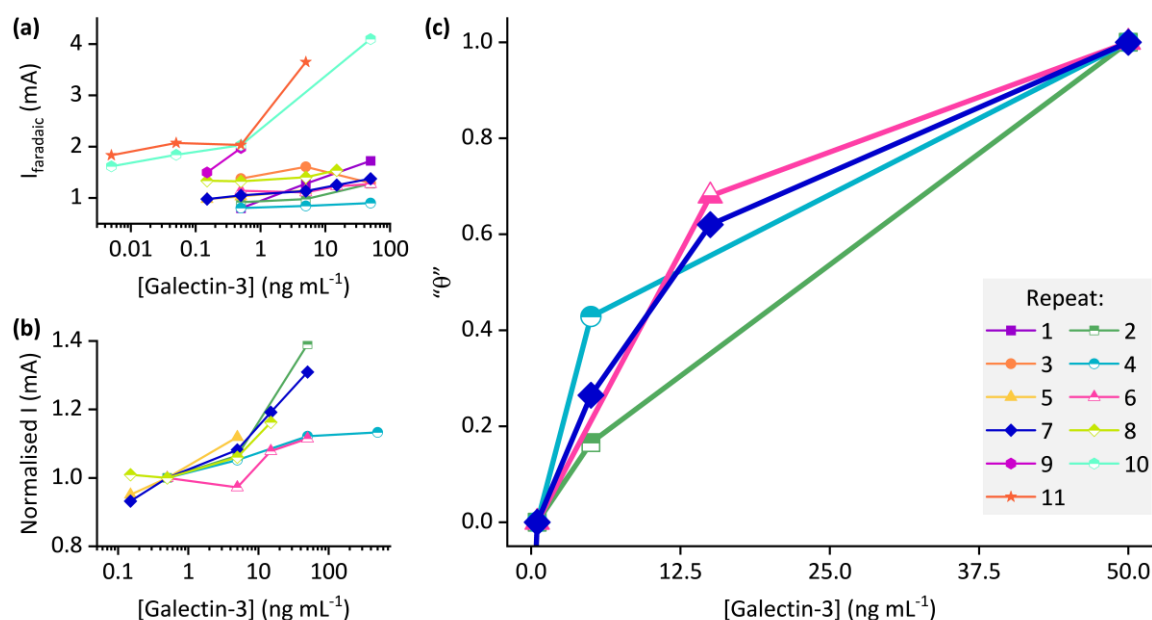 (a)
4
3
2
1
I_faradaic (mA)
0.01 0.1 1 10 100
[Galectin-3] (ng mL⁻¹)
(b)
1.4
1.2
1.0
0.8
Normalised I (mA)
0.1 1 10 100
[Galectin-3] (ng mL⁻¹)
(c)
1.0
0.8
0.6
0.4
0.2
0.0
“θ”
0.0 12.5 25.0 37.5 50.0
[Galectin-3] (ng mL⁻¹)
Repeat:
1 2
3 4
5 6
7 8
9 10
11